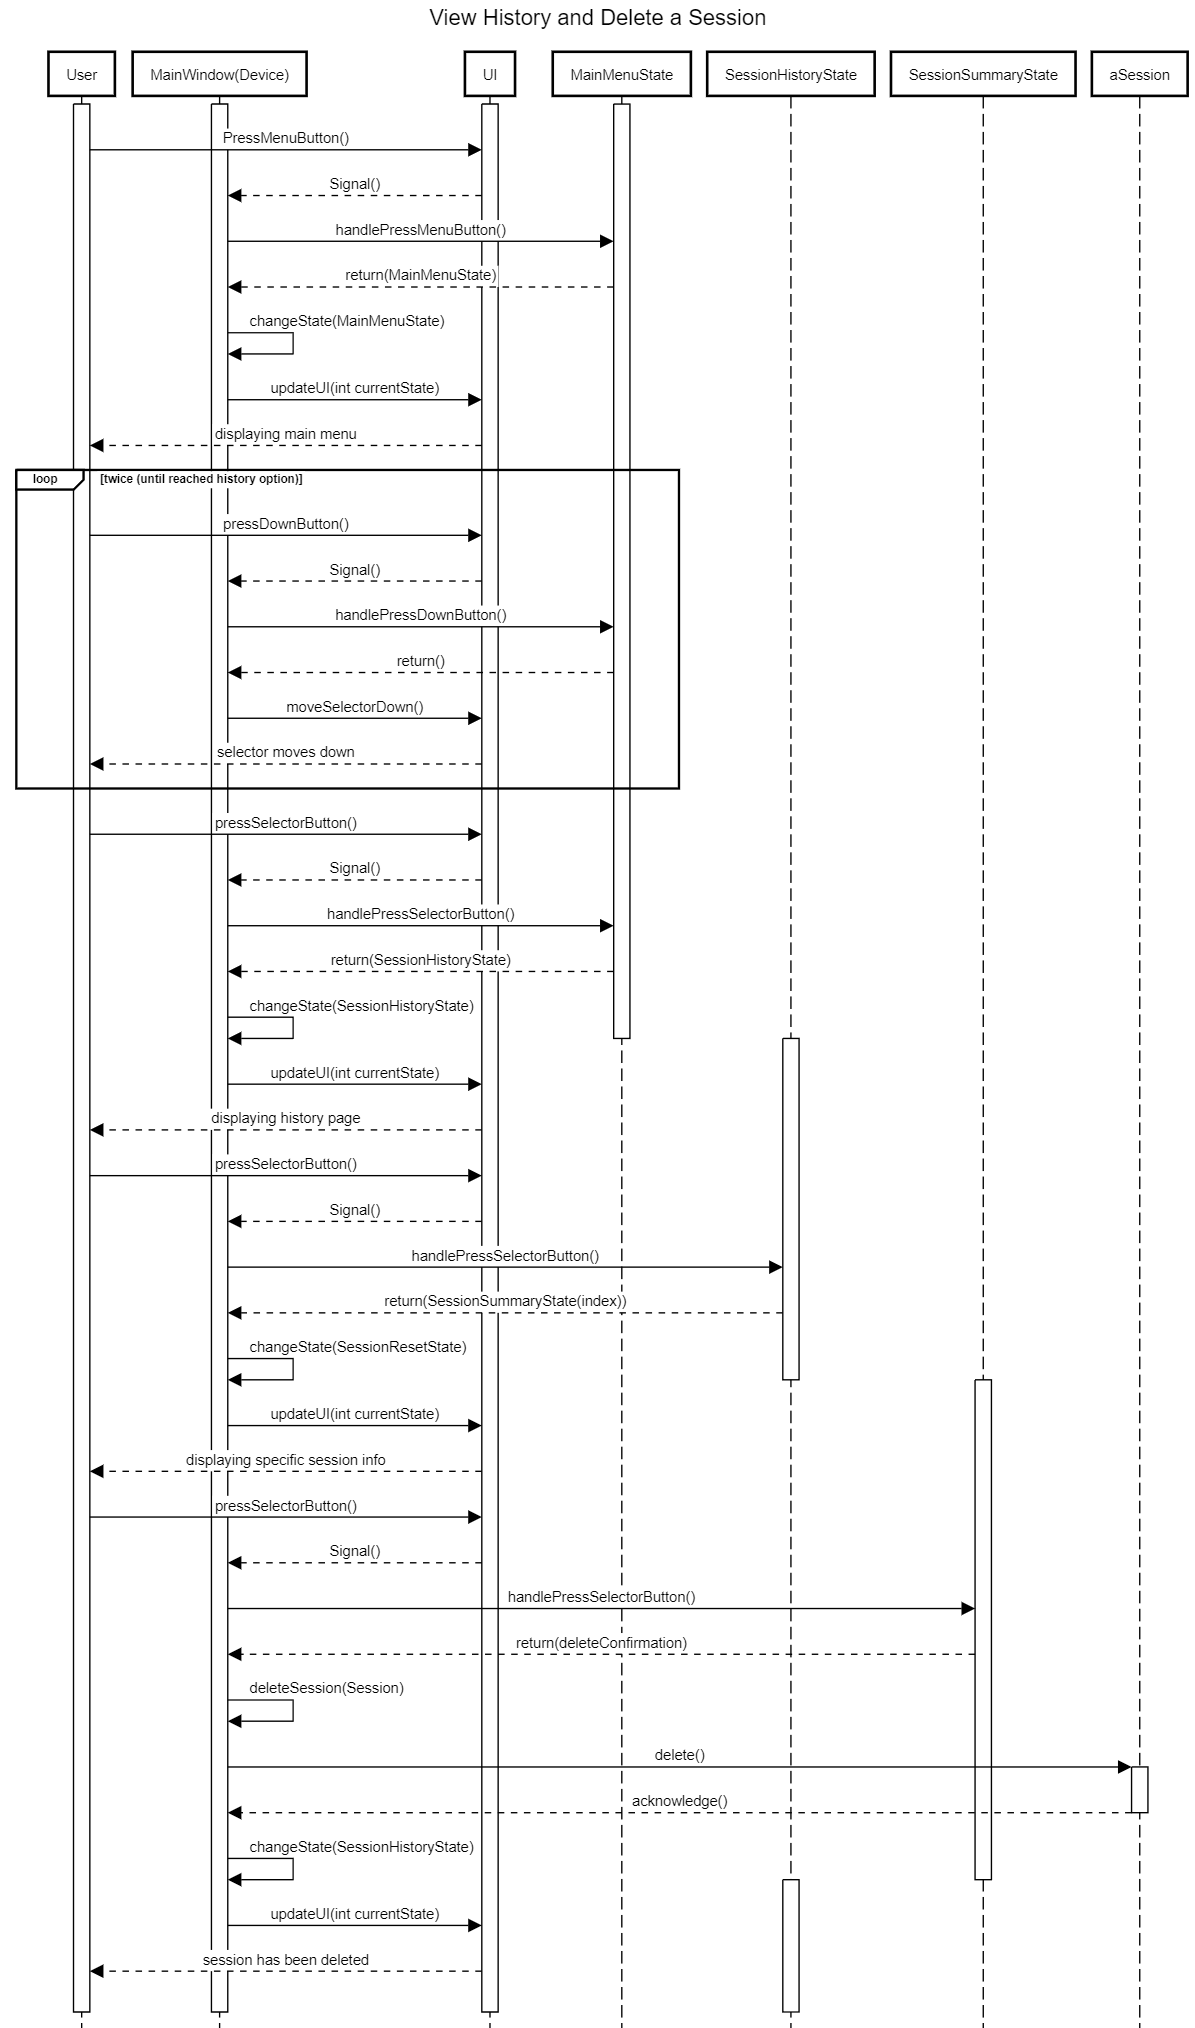 View History and Delete a Session
User
MainWindow(Device)
UI
MainMenuState
SessionHistoryState
SessionSummaryState
aSession
PressMenuButton()
Signal()
handlePressMenuButton()
return(MainMenuState)
changeState(MainMenuState)
updateUI(int currentState)
displaying main menu
loop
[twice (until reached history option)]
pressDownButton()
Signal()
handlePressDownButton()
return()
moveSelectorDown()
selector moves down
pressSelectorButton()
Signal()
handlePressSelectorButton()
return(SessionHistoryState)
changeState(SessionHistoryState)
updateUI(int currentState)
displaying history page
pressSelectorButton()
Signal()
handlePressSelectorButton()
return(SessionSummaryState(index))
changeState(SessionResetState)
updateUI(int currentState)
displaying specific session info
pressSelectorButton()
Signal()
handlePressSelectorButton()
return(deleteConfirmation)
deleteSession(Session)
delete()
acknowledge()
changeState(SessionHistoryState)
updateUI(int currentState)
session has been deleted